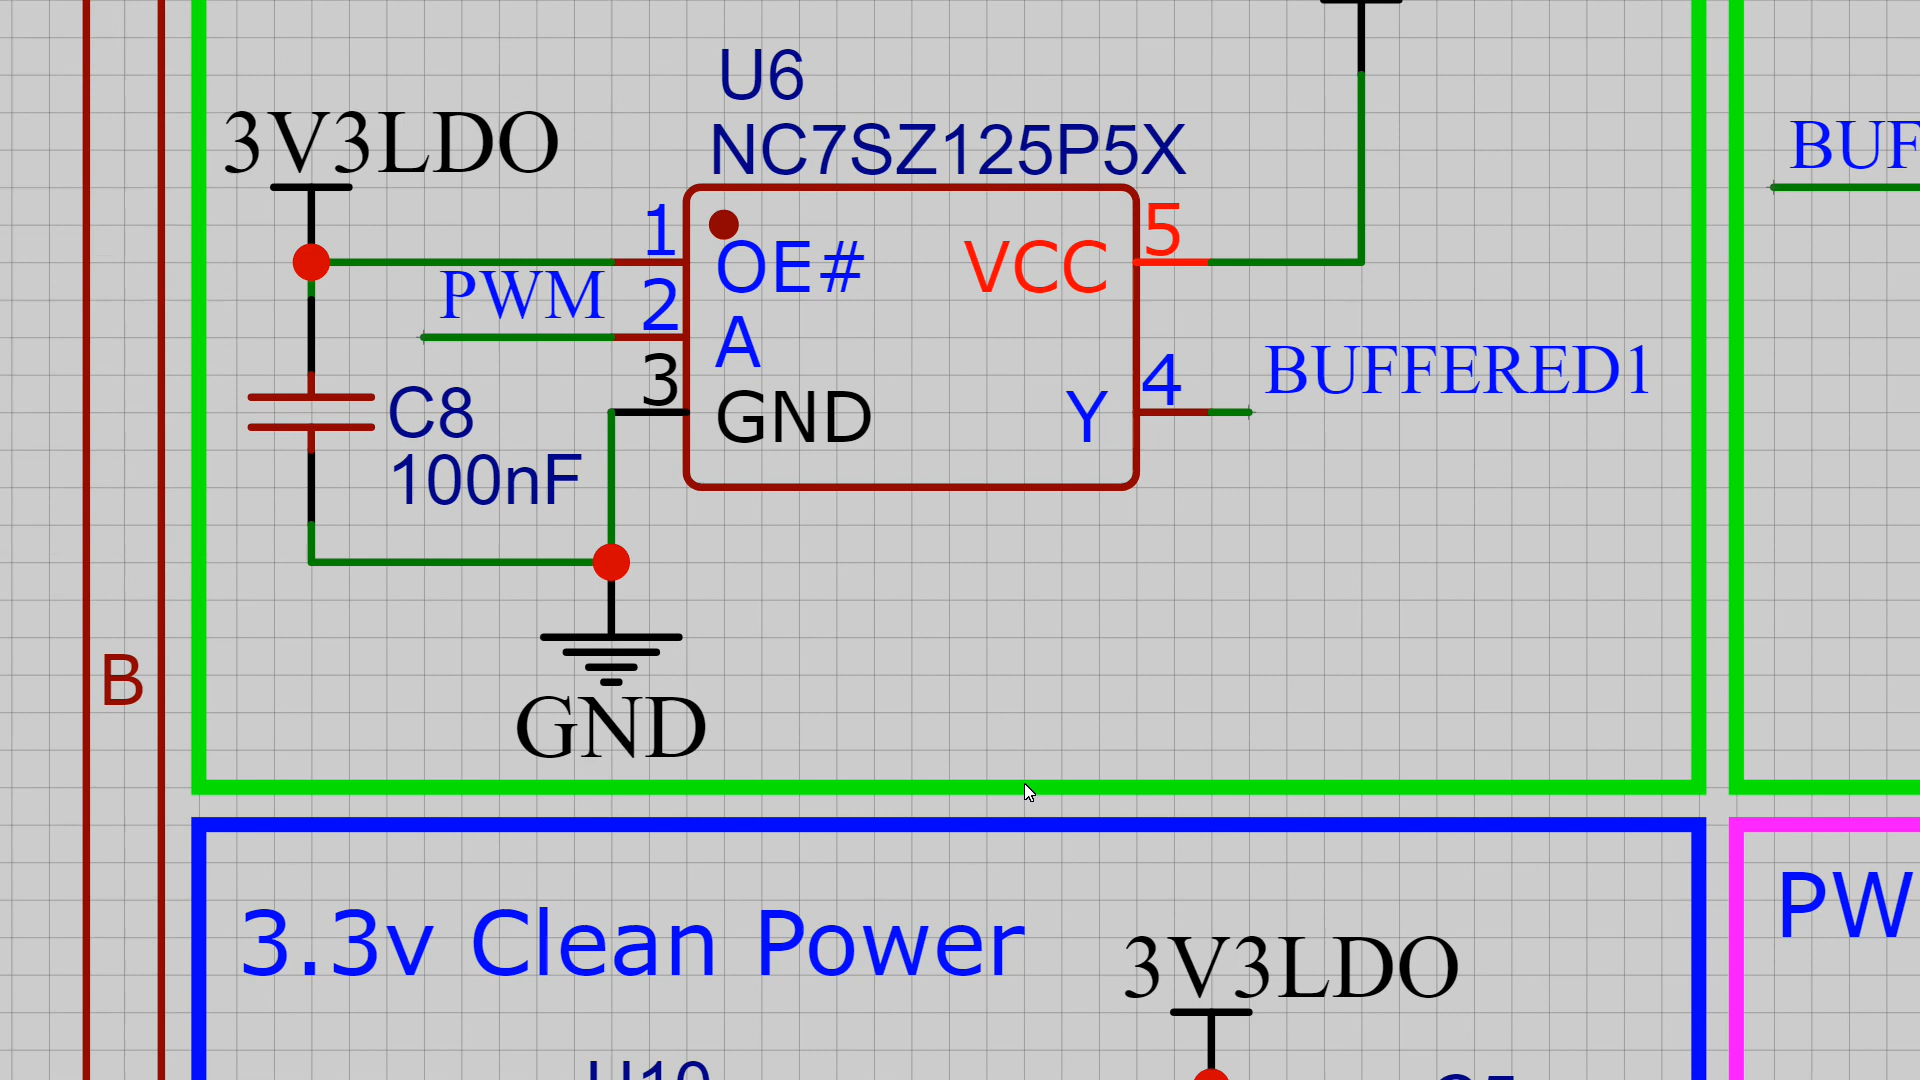 U6
NC7SZ125P5X
3V3LDO
1
OE#
VCC
5
PWM
2
A
3
GND
Y
4
BUFFERED1
C8
100nF
GND
B
3.3v Clean Power
3V3LDO
U10
BUF
PW